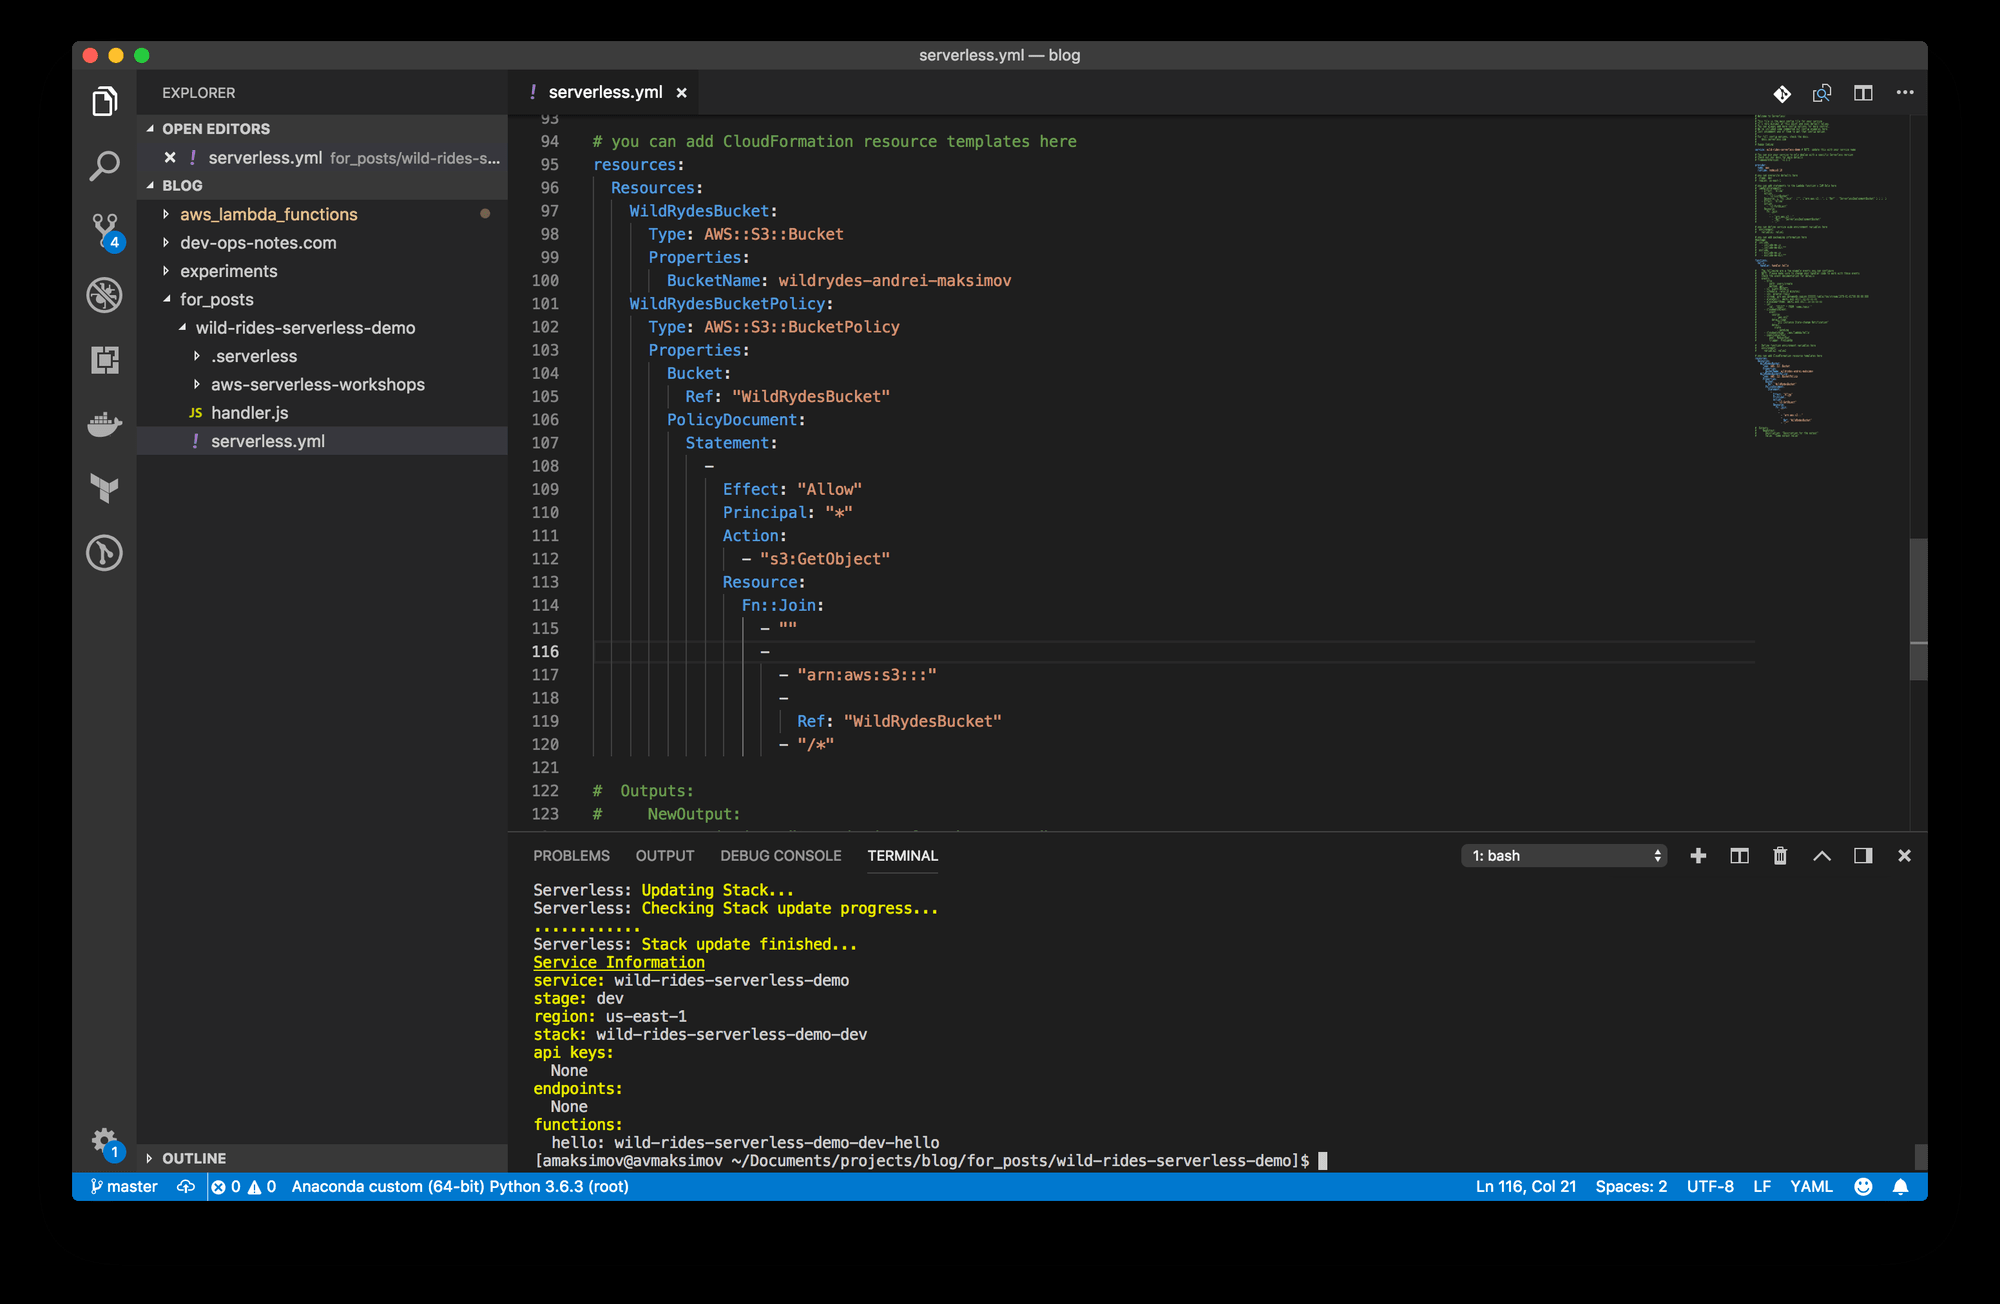 serverless.yml — blog
EXPLORER
OPEN EDITORS
serverless.yml for_posts/wild-rides-s...
BLOG
aws_lambda_functions
dev-ops-notes.com
experiments
for_posts
wild-rides-serverless-demo
.serverless
aws-serverless-workshops
JS handler.js
! serverless.yml
OUTLINE
4
1
! serverless.yml
93
94 # you can add CloudFormation resource templates here
95 resources:
96 Resources:
97 WildRydesBucket:
98 Type: AWS::S3::Bucket
99 Properties:
100 BucketName: wildrydes-andrei-maksimov
101 WildRydesBucketPolicy:
102 Type: AWS::S3::BucketPolicy
103 Properties:
104 Bucket:
105 Ref: "WildRydesBucket"
106 PolicyDocument:
107 Statement:
108 -
109 Effect: "Allow"
110 Principal: "*"
111 Action:
112 - "s3:GetObject"
113 Resource:
114 Fn::Join:
115 - ""
116 -
117 - "arn:aws:s3:::"
118 -
119 Ref: "WildRydesBucket"
120 - "/*"
121
122 # Outputs:
123 # NewOutput:
PROBLEMS OUTPUT DEBUG CONSOLE TERMINAL 1: bash
Serverless: Updating Stack...
Serverless: Checking Stack update progress...
............
Serverless: Stack update finished...
Service Information
service: wild-rides-serverless-demo
stage: dev
region: us-east-1
stack: wild-rides-serverless-demo-dev
api keys:
None
endpoints:
None
functions:
hello: wild-rides-serverless-demo-dev-hello
[amaksimov@avmaksimov ~/Documents/projects/blog/for_posts/wild-rides-serverless-demo]$
master 0 0 Anaconda custom (64-bit) Python 3.6.3 (root) Ln 116, Col 21 Spaces: 2 UTF-8 LF YAML